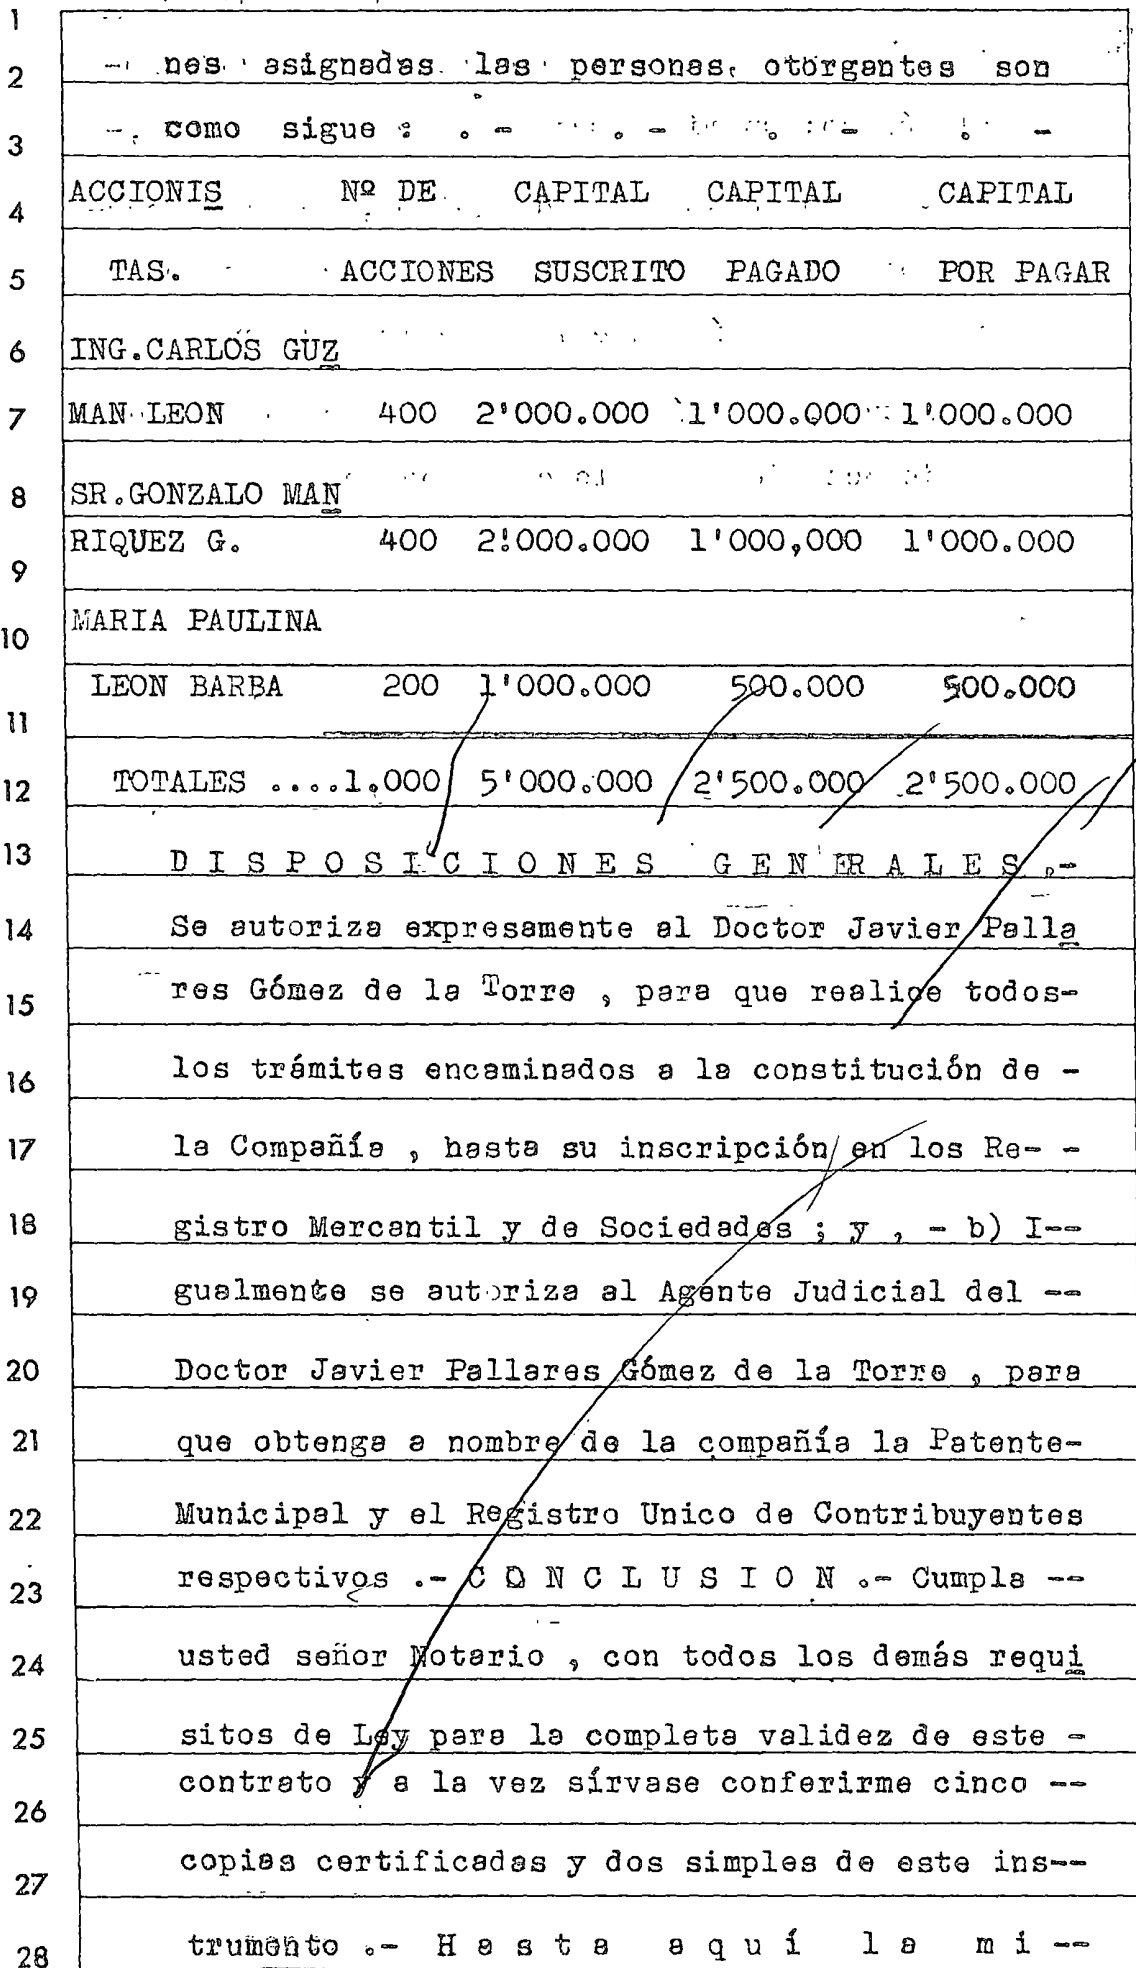 1
2 - nes asignadas las personas otorgantes son
3 - como sigue : . - . - . - . -
4 ACCIONIS Nº DE CAPITAL CAPITAL CAPITAL
5 TAS. ACCIONES SUSCRITO PAGADO POR PAGAR
6 ING.CARLOS GUZ
7 MAN LEON 400 2'000.000 1'000.000 1'000.000
8 SR.GONZALO MAN
9 RIQUEZ G. 400 2'000.000 1'000,000 1'000.000
10 MARIA PAULINA
11 LEON BARBA 200 1'000.000 500.000 500.000
12 TOTALES ....1.000 5'000.000 2'500.000 2'500.000
13 D I S P O S I C I O N E S G E N E R A L E S .-
14 Se autoriza expresamente al Doctor Javier Palla
15 res Gómez de la Torre , para que realice todos-
16 los trámites encaminados a la constitución de -
17 la Compañía , hasta su inscripción en los Re- -
18 gistro Mercantil y de Sociedades ; y , - b) I--
19 gualmente se autoriza al Agente Judicial del --
20 Doctor Javier Pallares Gómez de la Torre , para
21 que obtenga a nombre de la compañía la Patente-
22 Municipal y el Registro Unico de Contribuyentes
23 respectivos .- C O N C L U S I O N .- Cumpla --
24 usted señor Notario , con todos los demás requi
25 sitos de Ley para la completa validez de este -
26 contrato y a la vez sírvase conferirme cinco --
27 copias certificadas y dos simples de este ins--
28 trumento .- H a s t a a q u í l a m i --